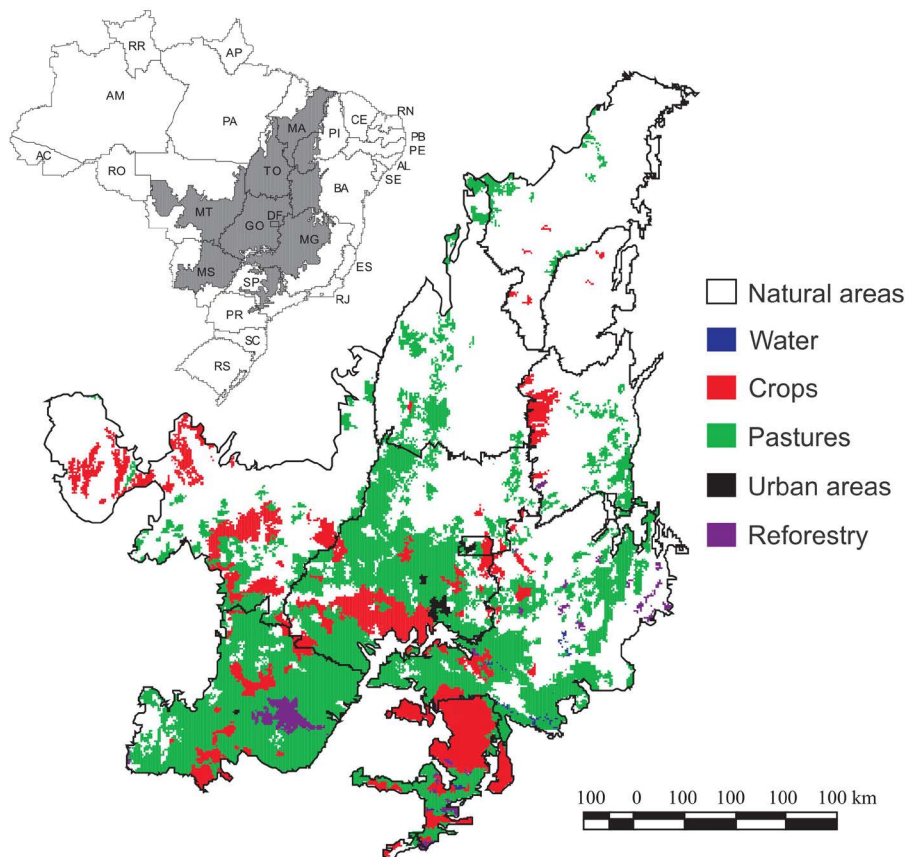 RR
AP
AM
PA
MA
CE
RN
PI
PB
PE
AC
AL
TO
RO
SE
BA
MT
DF
GO
MG
MS
ES
SP
RJ
PR
SC
RS
Natural areas
Water
Crops
Pastures
Urban areas
Reforestry
100 0 100 100 100 100 km